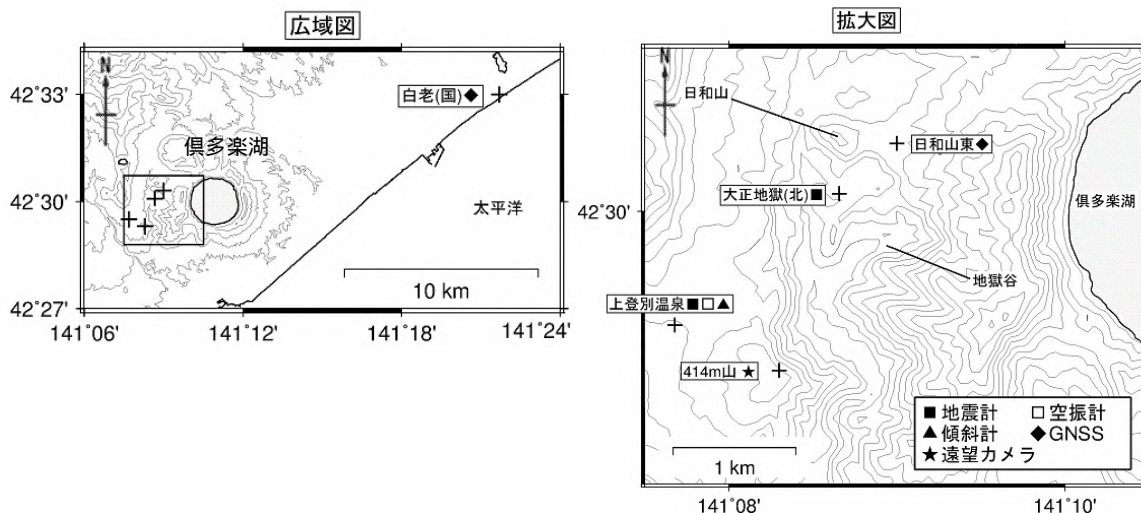 広域図
N
42°33'
白老(国)◆
倶多楽湖
0
42°30'
太平洋
10 km
42°27'
141°06'
141°12'
141°18'
141°24'
拡大図
N
日和山
日和山東◆
大正地獄(北)■
倶多楽湖
42°30'
地獄谷
上登別温泉■□▲
414m山 ★
■地震計 □空振計
▲傾斜計 ◆GNSS
★遠望カメラ
1 km
141°08'
141°10'